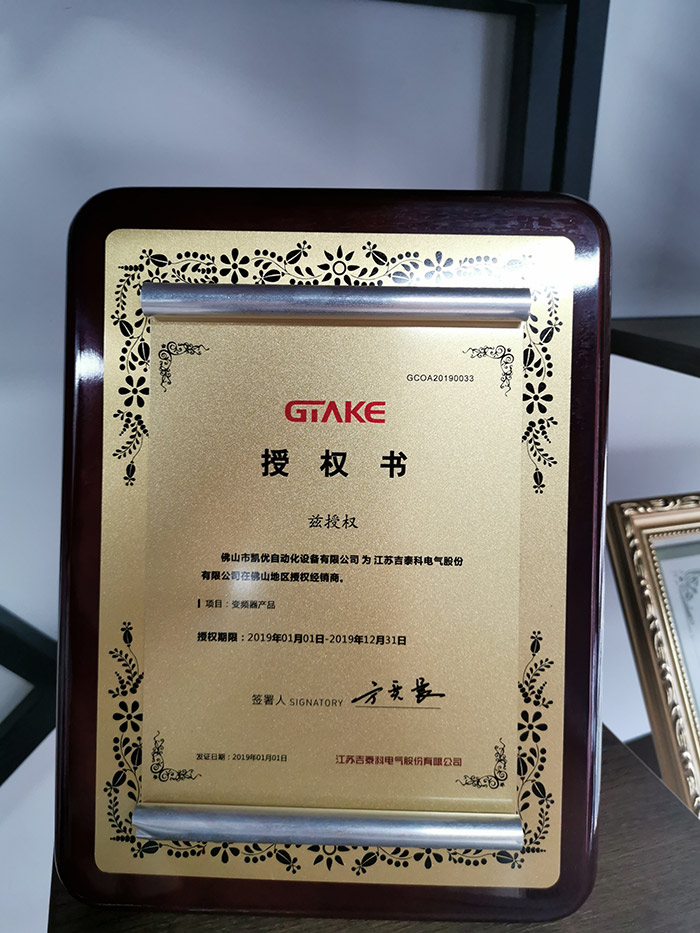 GCOA20190033
GTAKE
授权书
兹授权
佛山市凯优自动化设备有限公司 为 江苏吉泰科电气股份
有限公司在佛山地区授权经销商。
项目：变频器产品
授权期限：2019年01月01日-2019年12月31日
签署人 SIGNATORY
发证日期：2019年01月01日
江苏吉泰科电气股份有限公司